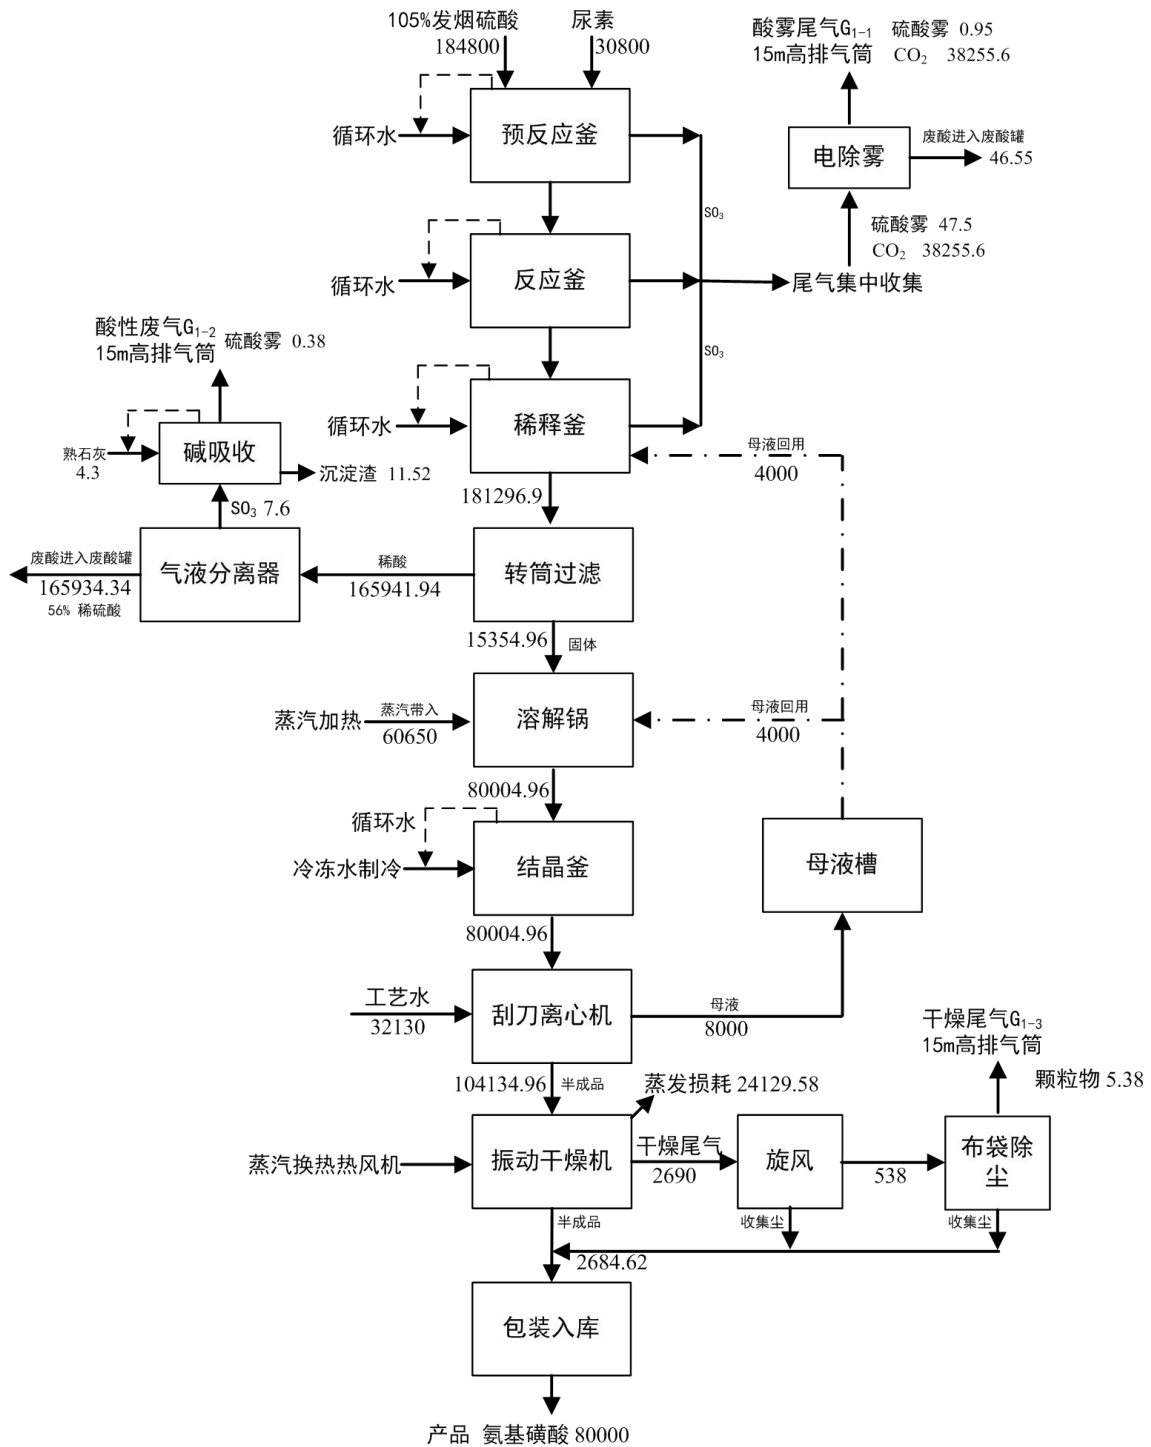 105%发烟硫酸
184800
尿素
30800
酸雾尾气G1-1 硫酸雾 0.95
15m高排气筒 CO2 38255.6
循环水
预反应釜
电除雾
废酸进入废酸罐
46.55
SO3
硫酸雾 47.5
CO2 38255.6
循环水
反应釜
尾气集中收集
酸性废气G1-2
15m高排气筒
硫酸雾 0.38
SO3
循环水
稀释釜
熟石灰
4.3
碱吸收
沉淀渣 11.52
母液回用
4000
181296.9
SO3 7.6
废酸进入废酸罐
165934.34
56% 稀硫酸
气液分离器
稀酸
165941.94
转筒过滤
15354.96 固体
蒸汽加热
蒸汽带入
60650
溶解锅
母液回用
4000
80004.96
循环水
冷冻水制冷
结晶釜
母液槽
80004.96
工艺水
32130
刮刀离心机
母液
8000
干燥尾气G1-3
15m高排气筒
颗粒物 5.38
104134.96 半成品
蒸发损耗 24129.58
蒸汽换热热风机
振动干燥机
干燥尾气
2690
旋风
538
布袋除
尘
半成品
收集尘
收集尘
2684.62
包装入库
产品 氨基磺酸 80000